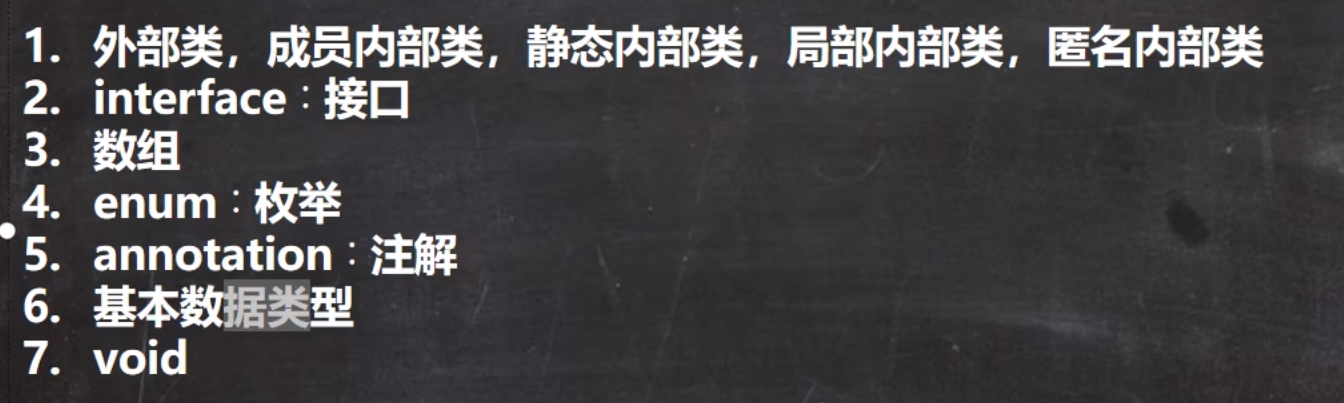 1. 外部类，成员内部类，静态内部类，局部内部类，匿名内部类
2. interface：接口
3. 数组
4. enum：枚举
5. annotation：注解
6. 基本数据类型
7. void